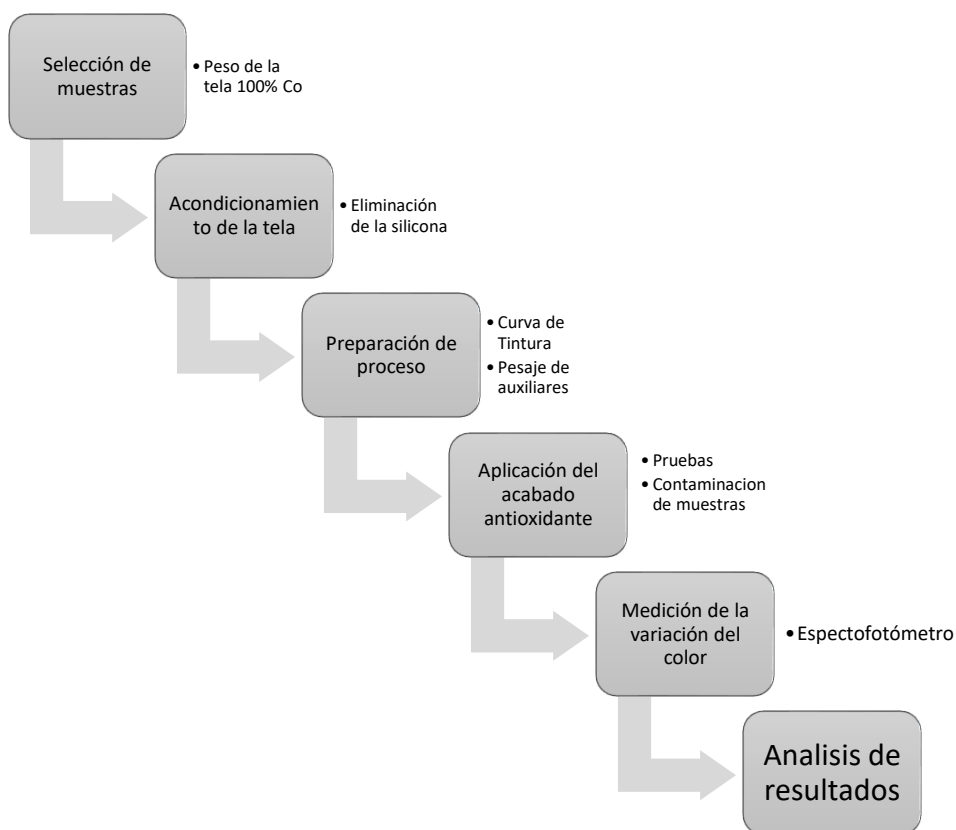 Selección de
muestras
• Peso de la
tela 100% Co
Acondicionamien
to de la tela
• Eliminación
de la silicona
Preparación de
proceso
• Curva de
Tintura
• Pesaje de
auxiliares
Aplicación del
acabado
antioxidante
• Pruebas
• Contaminacion
de muestras
Medición de la
variación del
color
• Espectofotómetro
Analisis de
resultados